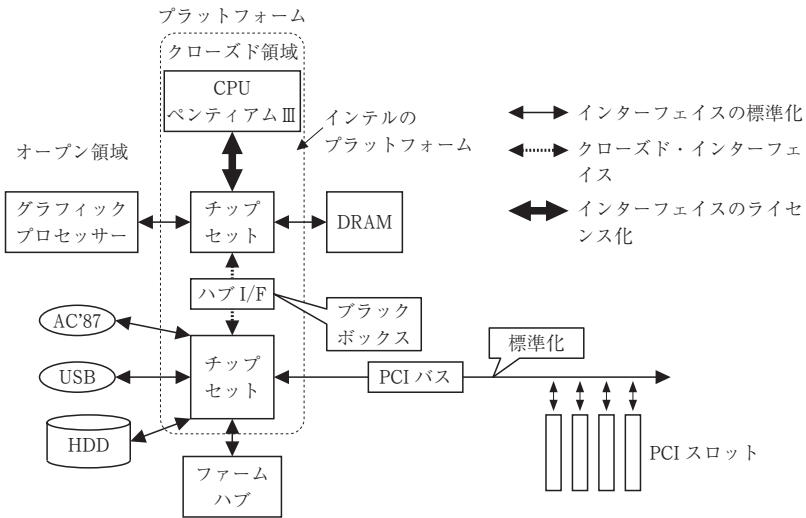 プラットフォーム
クローズド領域
CPU
ペンティアムⅢ
インテルの
プラットフォーム
オープン領域
グラフィック
プロセッサー
チップ
セット
DRAM
ハブ I/F
ブラック
ボックス
AC’87
USB
HDD
チップ
セット
PCI バス
標準化
ファーム
ハブ
PCI スロット
インターフェイスの標準化
クローズド・インターフェ
イス
インターフェイスのライセ
ンス化